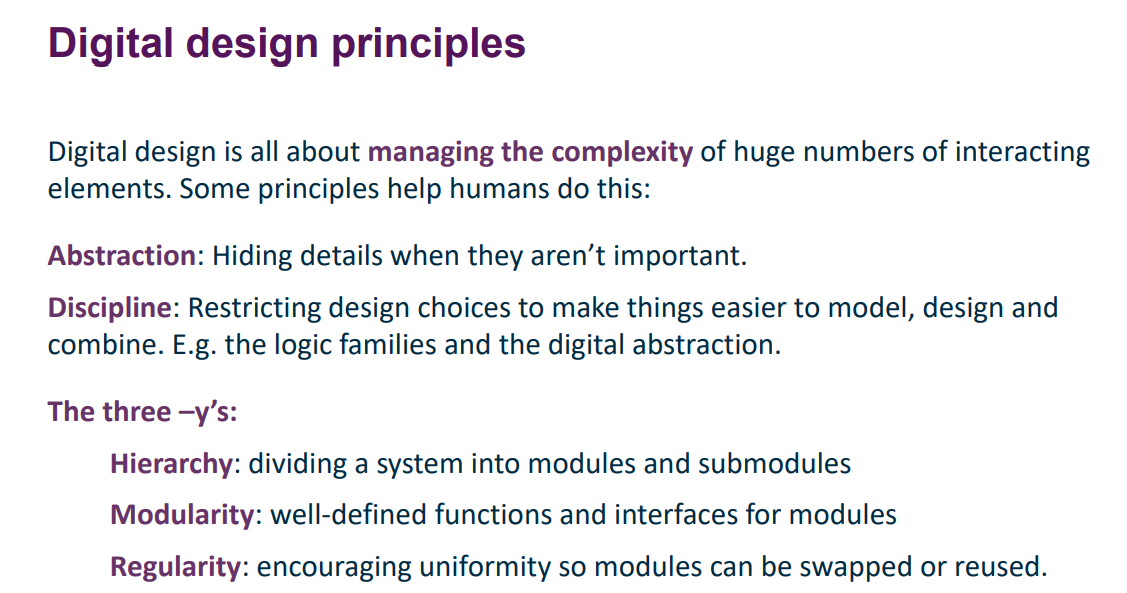 Digital design principles
Digital design is all about managing the complexity of huge numbers of interacting
elements. Some principles help humans do this:
Abstraction: Hiding details when they aren’t important.
Discipline: Restricting design choices to make things easier to model, design and
combine. E.g. the logic families and the digital abstraction.
The three –y’s:
Hierarchy: dividing a system into modules and submodules
Modularity: well-defined functions and interfaces for modules
Regularity: encouraging uniformity so modules can be swapped or reused.